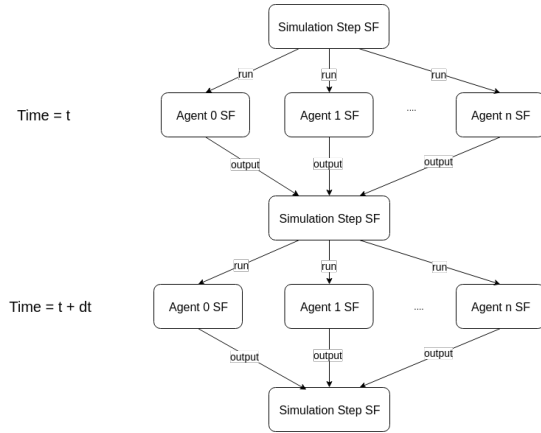 Simulation Step SF
run
run
run
Time = t
Agent 0 SF
Agent 1 SF
....
Agent n SF
output
output
output
Simulation Step SF
run
run
run
Time = t + dt
Agent 0 SF
Agent 1 SF
....
Agent n SF
output
output
output
Simulation Step SF